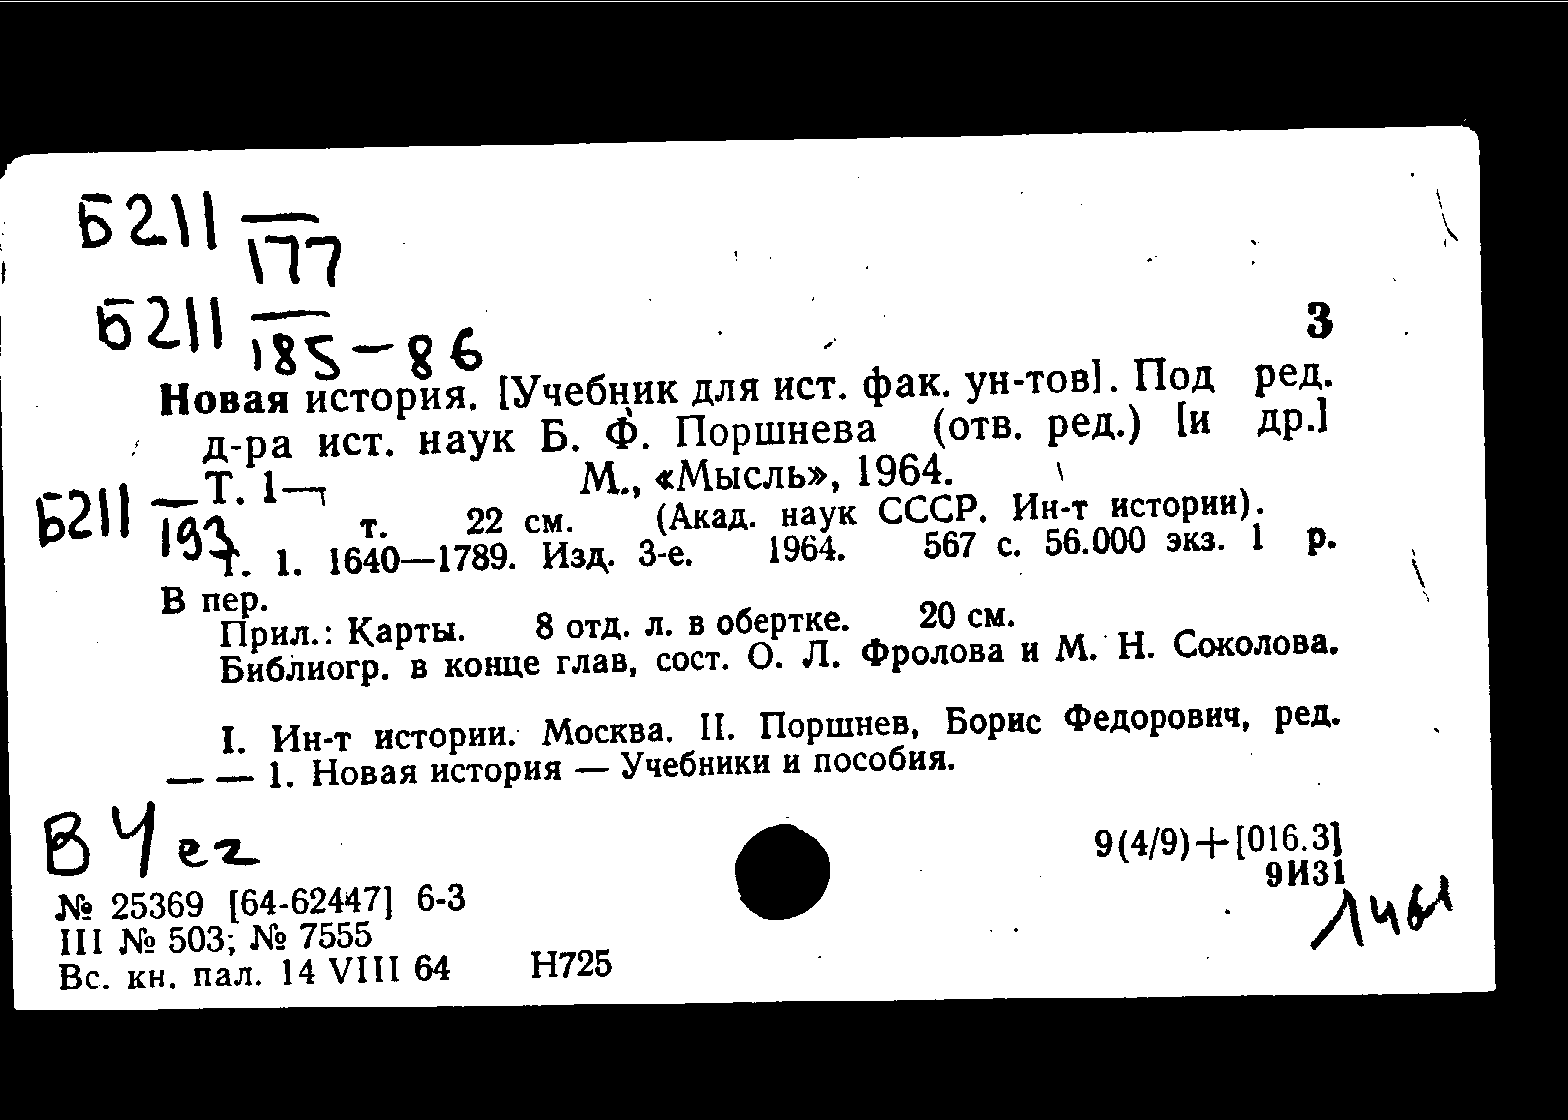 Б211
177
Б211
185-86
3
Новая история. [Учебник для ист. фак. ун-тов]. Под ред.
д-ра ист. наук Б. Ф. Поршнева (отв. ред.) [и др.]
Т. 1— М., «Мысль», 1964.
Б211
193
т. 22 см. (Акад. наук СССР. Ин-т истории).
Т. 1. 1640—1789. Изд. 3-е. 1964. 567 с. 56.000 экз. 1 р.
В пер.
Прил.: Карты. 8 отд. л. в обертке. 20 см.
Библиогр. в конце глав, сост. О. Л. Фролова и М. Н. Соколова.
I. Ин-т истории. Москва. II. Поршнев, Борис Федорович, ред.
— — 1. Новая история — Учебники и пособия.
9(4/9)+[016.3]
9И31
№ 25369 [64-62447] 6-3
III № 503; № 7555
Вс. кн. пал. 14 VIII 64 Н725